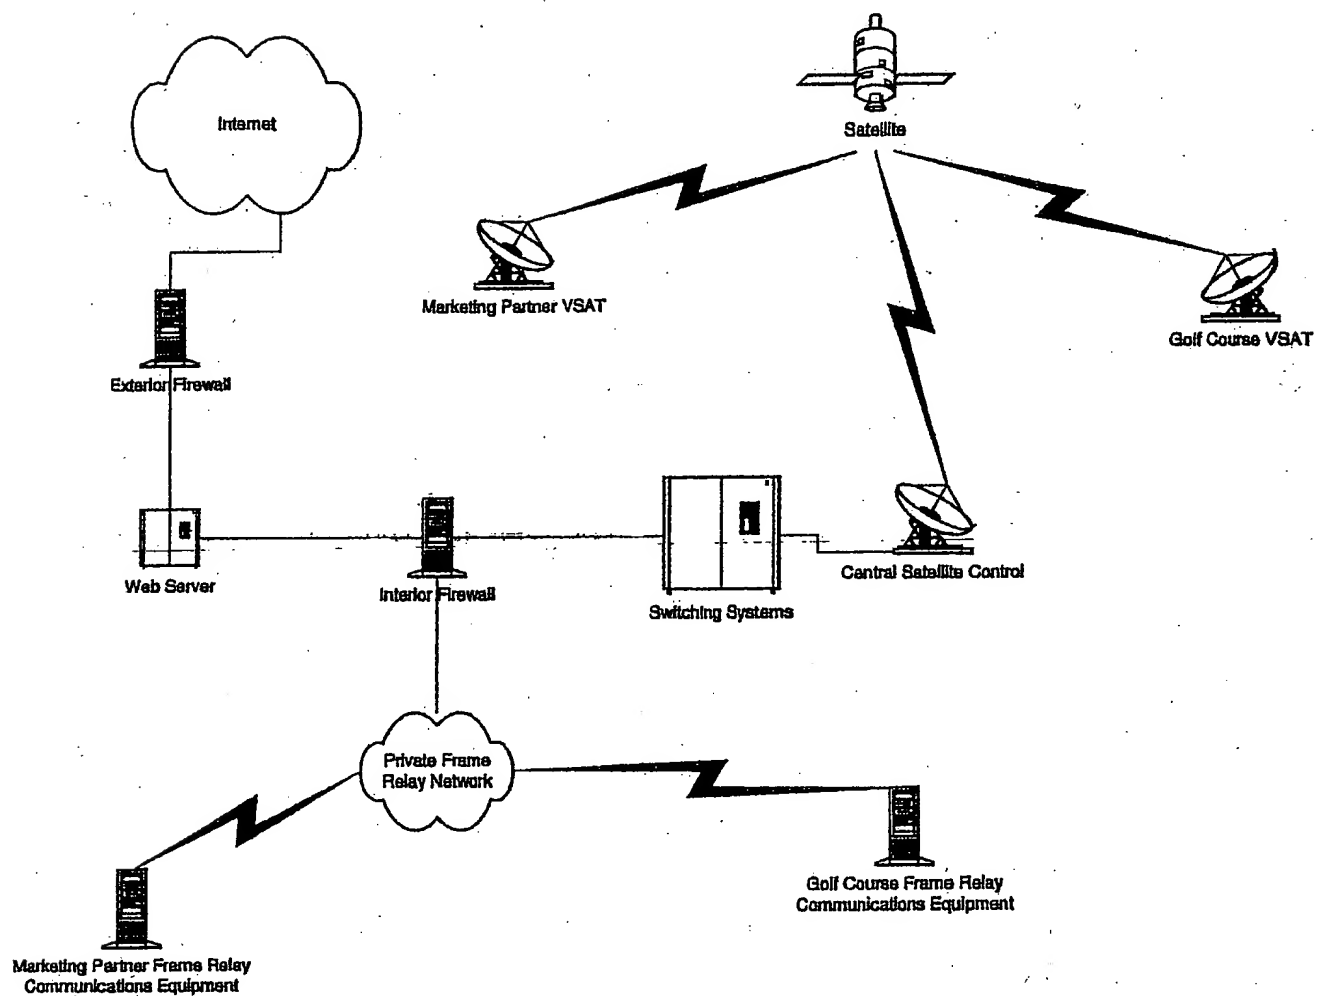 Internet
Satellite
Marketing Partner VSAT
Golf Course VSAT
Exterior Firewall
Web Server
Interior Firewall
Switching Systems
Central Satellite Control
Private Frame
Relay Network
Golf Course Frame Relay
Communications Equipment
Marketing Partner Frame Relay
Communications Equipment